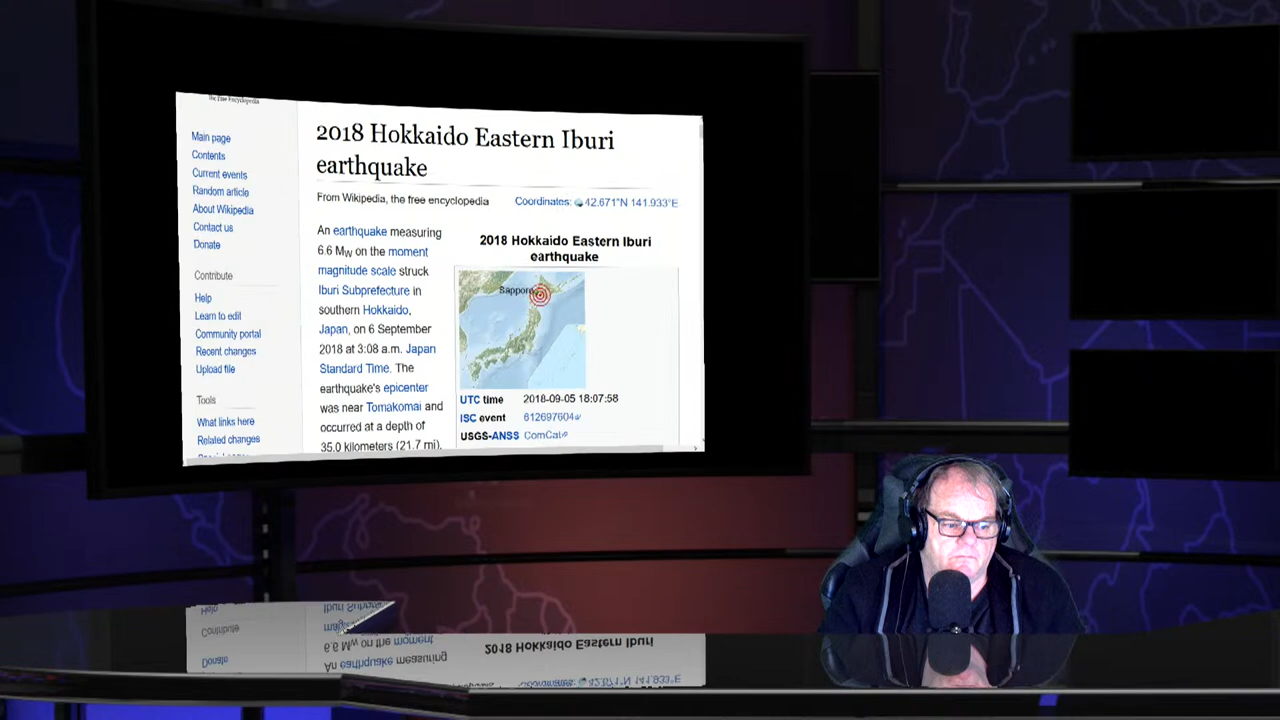 The Free Encyclopedia
Main page
Contents
Current events
Random article
About Wikipedia
Contact us
Donate
Contribute
Help
Learn to edit
Community portal
Recent changes
Upload file
Tools
What links here
Related changes
2018 Hokkaido Eastern Iburi
earthquake
From Wikipedia, the free encyclopedia
Coordinates: 42.671°N 141.933°E
An earthquake measuring
6.6 Mw on the moment
magnitude scale struck
Iburi Subprefecture in
southern Hokkaido,
Japan, on 6 September
2018 at 3:08 a.m. Japan
Standard Time. The
earthquake's epicenter
was near Tomakomai and
occurred at a depth of
35.0 kilometers (21.7 mi).
2018 Hokkaido Eastern Iburi
earthquake
Sapporo
UTC time 2018-09-05 18:07:58
ISC event 612697604
USGS-ANSS ComCat